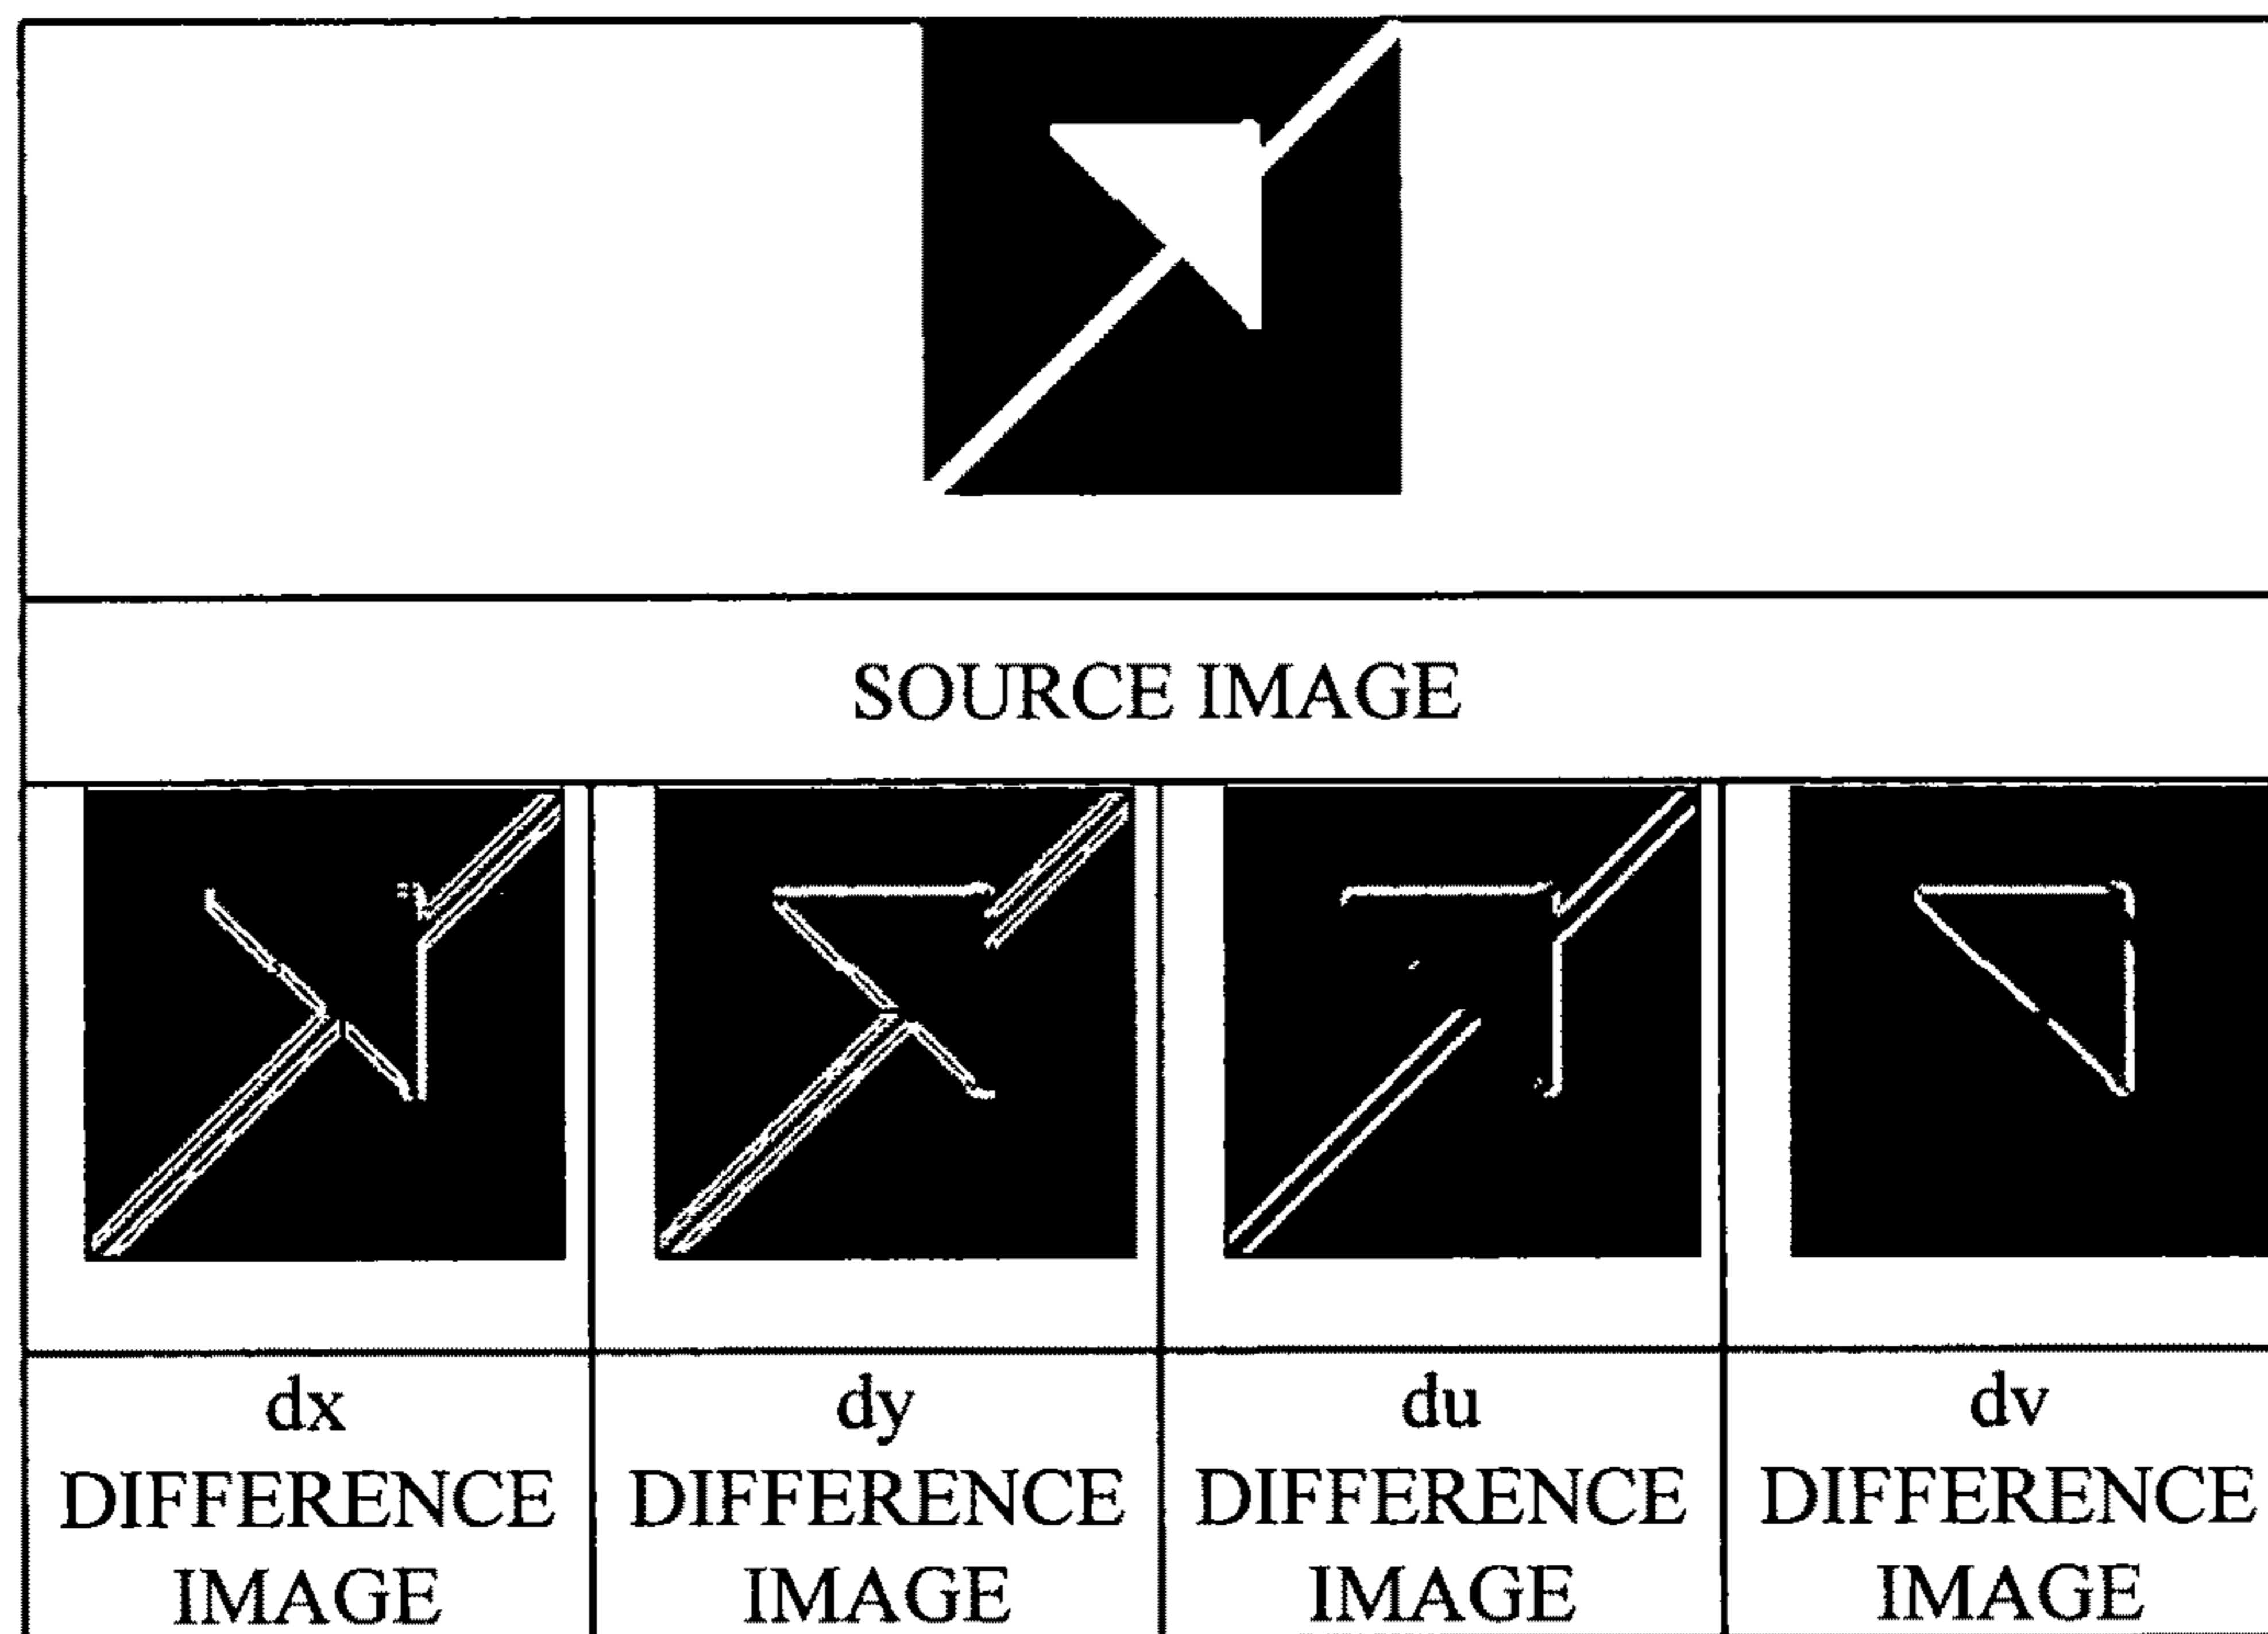 SOURCE IMAGE
dx
DIFFERENCE
IMAGE
dy
DIFFERENCE
IMAGE
du
DIFFERENCE
IMAGE
dv
DIFFERENCE
IMAGE